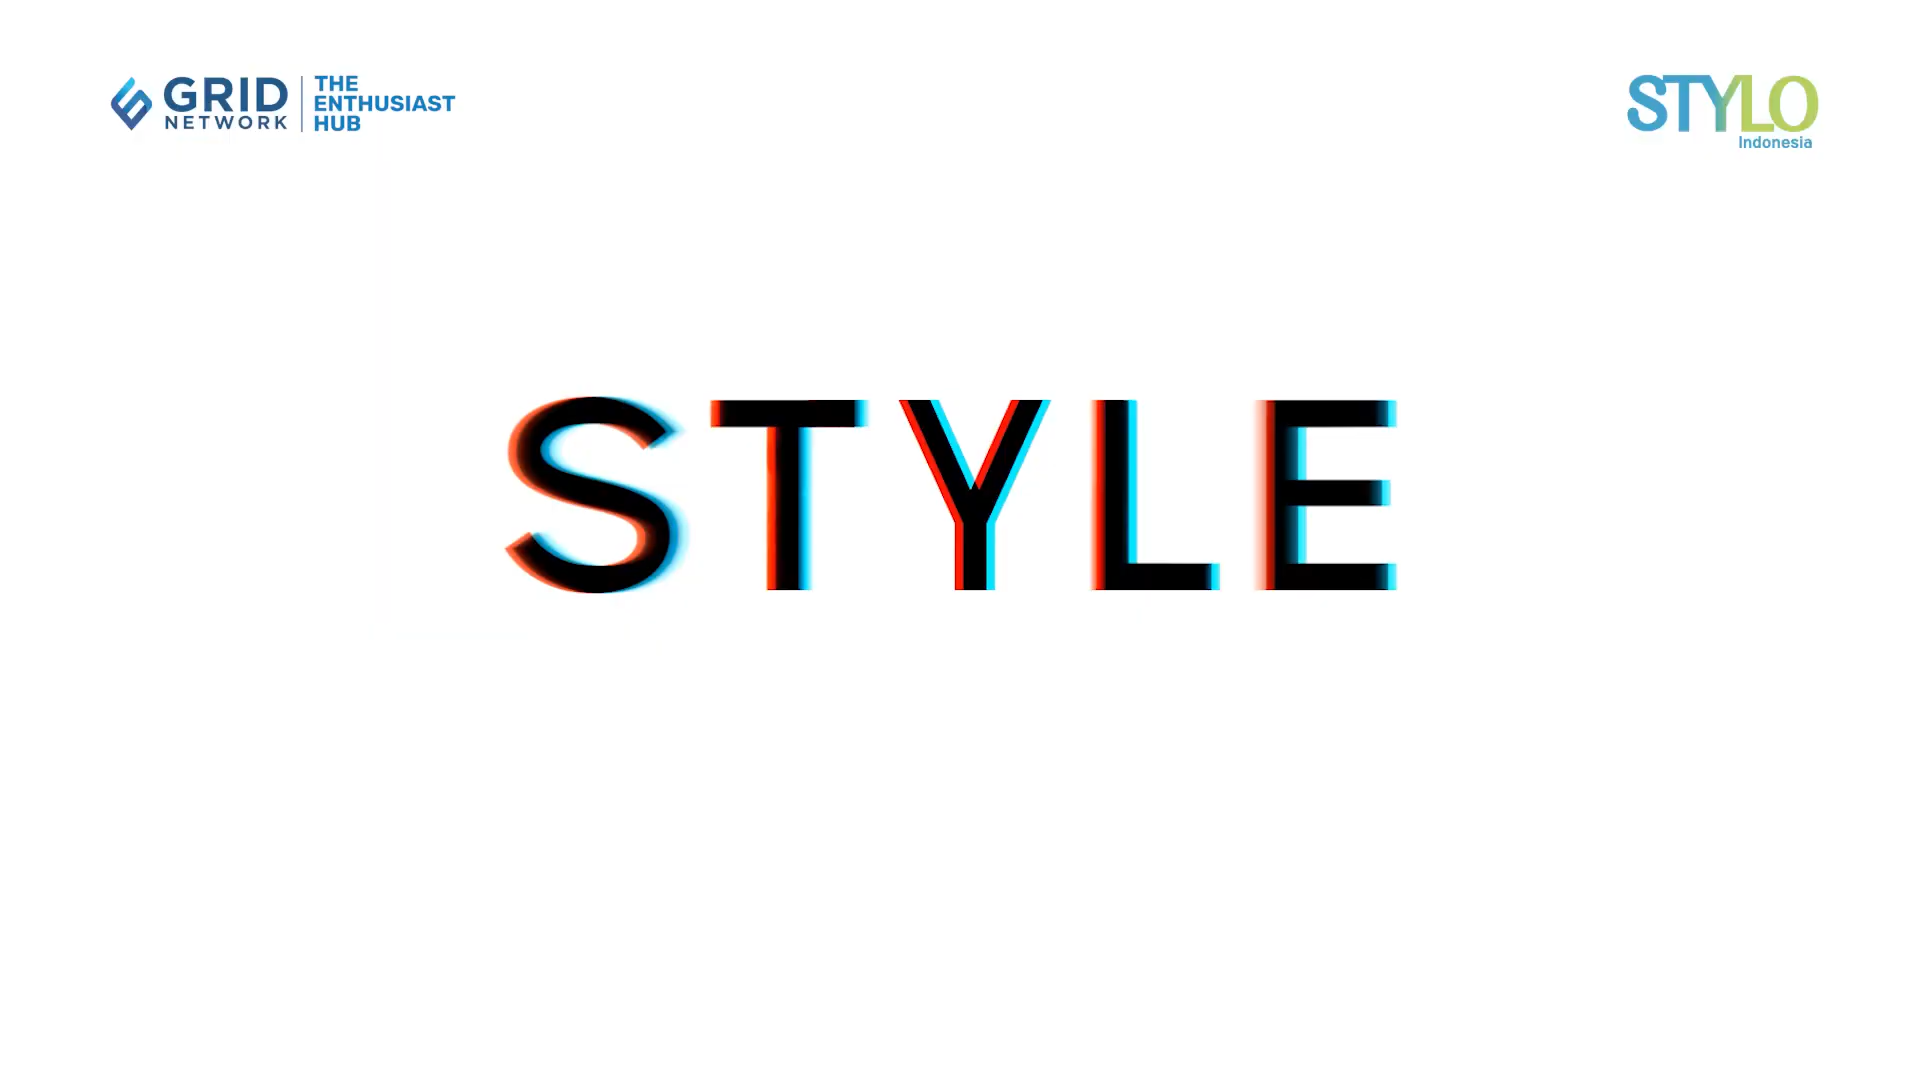 GRID
NETWORK
THE
ENTHUSIAST
HUB
STYLO
Indonesia
STYLE